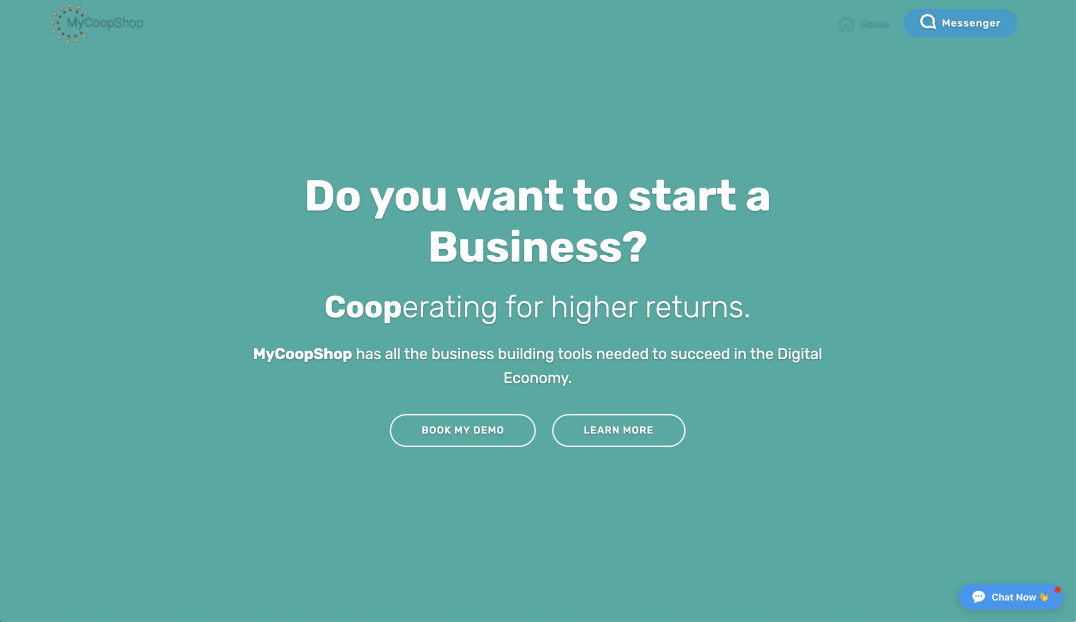 MyCoopShop
Home
Messenger
Do you want to start a
Business?
Cooperating for higher returns.
MyCoopShop has all the business building tools needed to succeed in the Digital
Economy.
BOOK MY DEMO
LEARN MORE
Chat Now 👋